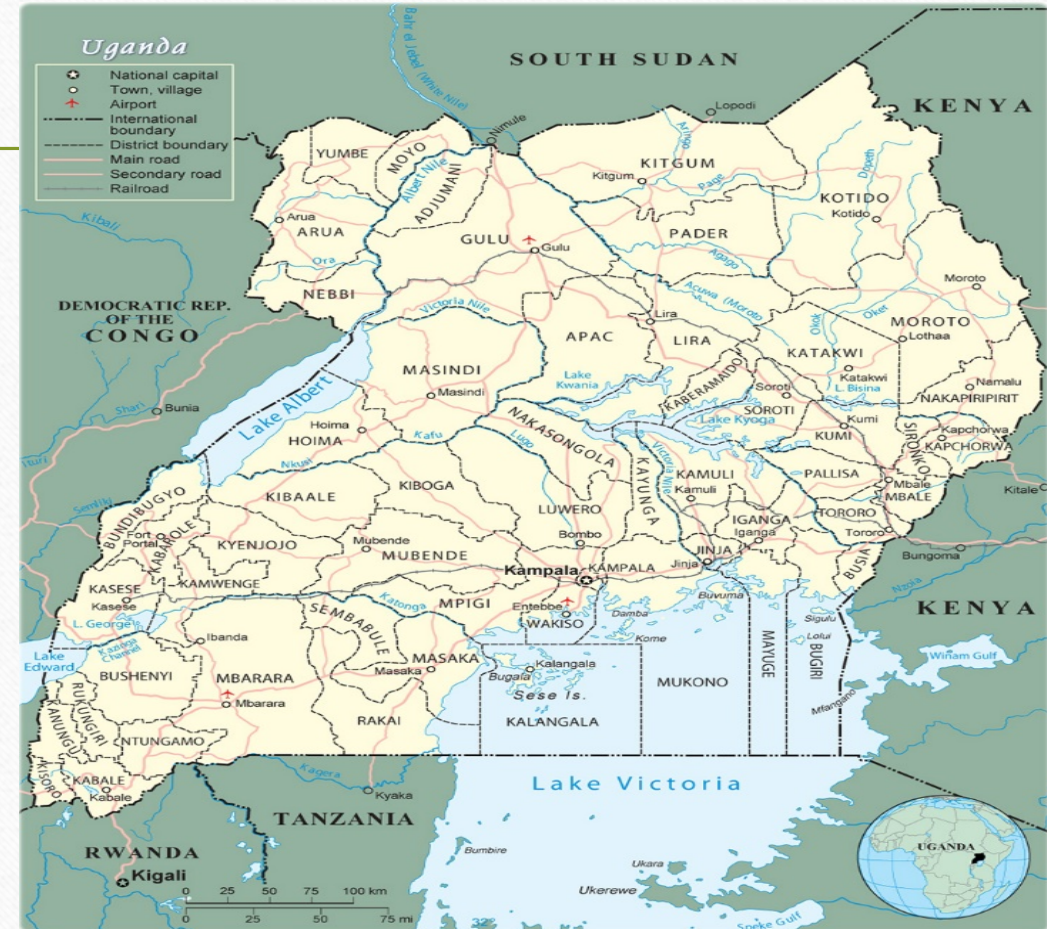 Uganda
National capital
Town, village
Airport
International
boundary
District boundary
Main road
Secondary road
Railroad
Bahr el Jebel (White Nile)
SOUTH SUDAN
KENYA
Nimule
Lopodi
YUMBE
MOYO
Albert Nile
ADJUMANI
Aringa
KITGUM
Kitgum
Page
Dopeth
KOTIDO
Kotido
Kibali
Arua
ARUA
GULU
Gulu
PADER
Agago
Ora
NEBBI
Moroto
DEMOCRATIC REP.
OF THE
CONGO
Victoria Nile
Acuwa (Moroto
APAC
Lira
LIRA
Okok
Oker
MOROTO
Lothaa
KATAKWI
Katakwi
L. Bisina
MASINDI
Masindi
Lake
Kwania
KABERAMAIDO
Soroti
SOROTI
Namalu
NAKAPIRIPIRIT
Lake Albert
Shari
Bunia
Hoima
HOIMA
Kafu
NAKASONGOLA
Lake Kyoga
Kumi
KUMI
SIRONKO
Kapchorwa
KAPCHORWA
Ituri
Nkusi
Lugo
KAYUNGA
Victoria Nile
KAMULI
Kamuli
PALLISA
Mbale
MBALE
Kitale
Semliki
BUNDIBUGYO
KIBAALE
KIBOGA
LUWERO
TORORO
Tororo
Fort
Portal
KABAROLE
KYENJOJO
Mubende
MUBENDE
Bombo
IGANGA
Iganga
JINJA
Jinja
BUSIA
Bungoma
KASESE
Kasese
KAMWENGE
Kampala
KAMPALA
Nzoia
Katonga
MPIGI
Entebbe
WAKISO
Buvuma
Damba
Sigulu
KENYA
L. George
SEMBABULE
Kome
Lolui
Kazinga
Channel
Ibanda
Lake
Edward
BUSHENYI
MBARARA
Mbarara
MASAKA
Masaka
Kalangala
Bugala
Sese Is.
KALANGALA
MUKONO
MAYUGE
BUGIRI
Winam Gulf
Mfangano
RUKUNGIRI
KANUNGU
NTUNGAMO
RAKAI
KISORO
KABALE
Kabale
Kagera
Kyaka
Lake Victoria
TANZANIA
RWANDA
Kigali
Bumbire
Ukara
Ukerewe
UGANDA
0 25 50 75 100 km
0 25 50 75 mi
32°
Speke Gulf